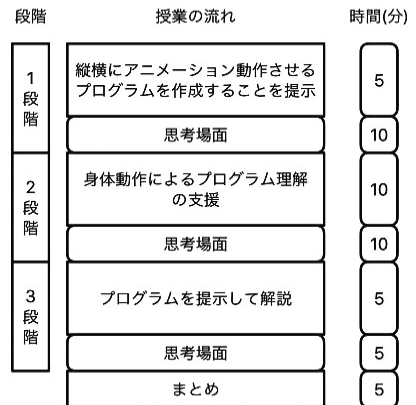 段階 授業の流れ 時間(分)
1段階
縦横にアニメーション動作させる
プログラムを作成することを提示
5
思考場面
10
2段階
身体動作によるプログラム理解
の支援
10
思考場面
10
3段階
プログラムを提示して解説
5
思考場面
5
まとめ
5